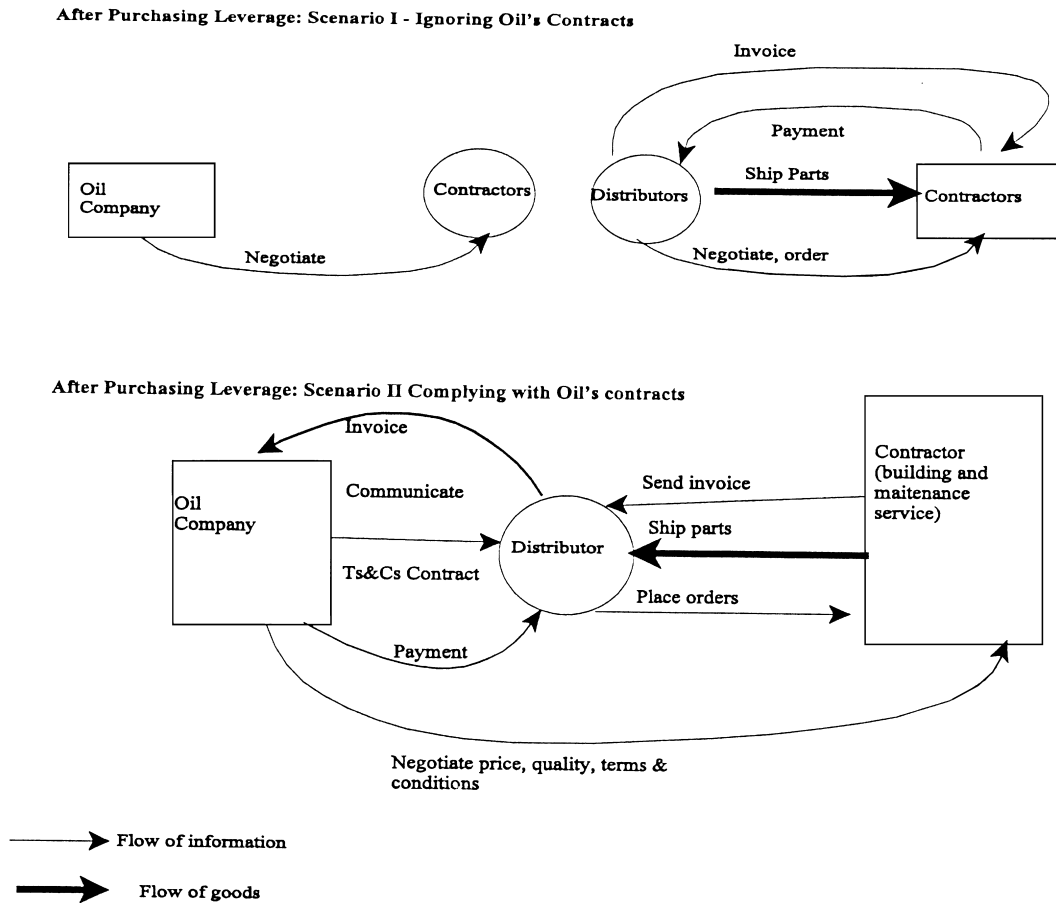 After Purchasing Leverage: Scenario I - Ignoring Oil's Contracts
Invoice
Payment
Oil
Company
Contractors
Distributors
Ship Parts
Contractors
Negotiate
Negotiate, order
After Purchasing Leverage: Scenario II Complying with Oil's contracts
Invoice
Oil
Company
Communicate
Ts&Cs Contract
Payment
Distributor
Send invoice
Ship parts
Place orders
Contractor
(building and
maitenance
service)
Negotiate price, quality, terms &
conditions
Flow of information
Flow of goods